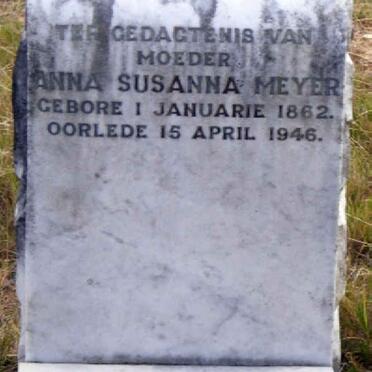 TER GEDAGTENIS VAN
MOEDER
ANNA SUSANNA MEYER
GEBORE 1 JANUARIE 1862.
OORLEDE 15 APRIL 1946.